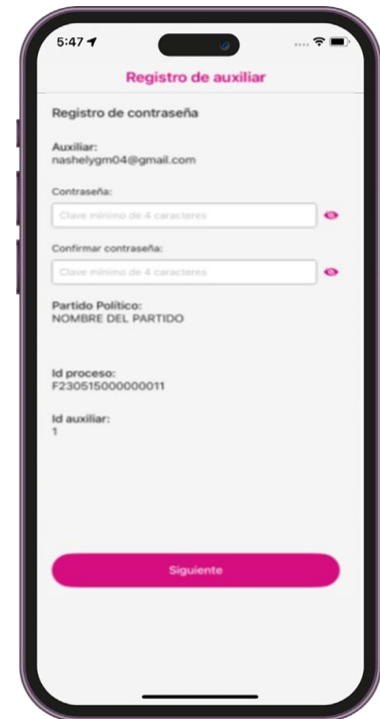 5:47
Registro de auxiliar
Registro de contraseña
Auxiliar:
nashelygm04@gmail.com
Contraseña:
Clave mínimo de 4 caracteres
Confirmar contraseña:
Clave mínimo de 4 caracteres
Partido Político:
NOMBRE DEL PARTIDO
Id proceso:
F230515000000011
Id auxiliar:
1
Siguiente